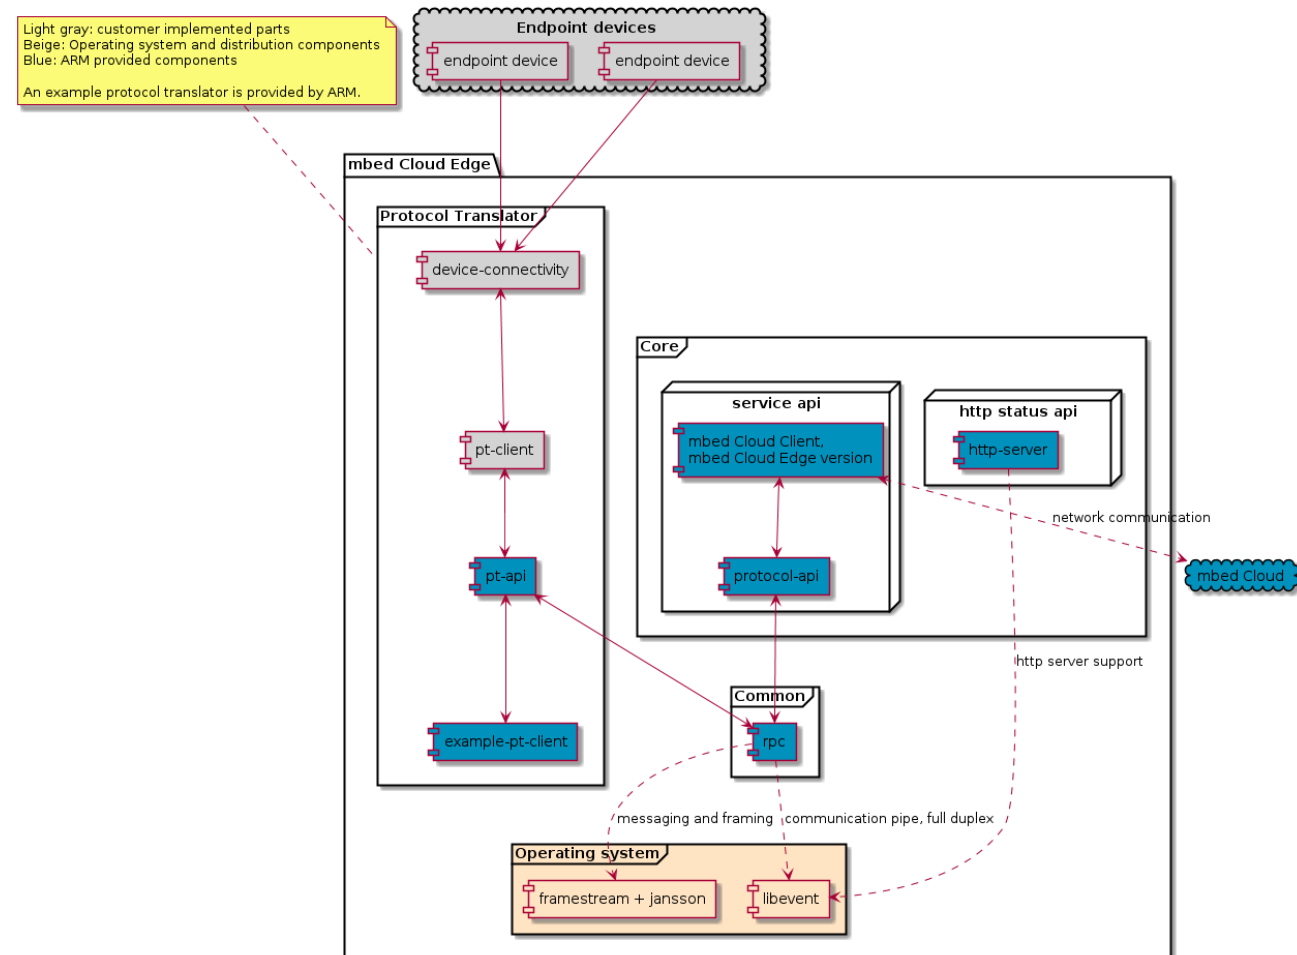 Light gray: customer implemented parts
Beige: Operating system and distribution components
Blue: ARM provided components
An example protocol translator is provided by ARM.
Endpoint devices
endpoint device
endpoint device
mbed Cloud Edge
Protocol Translator
device-connectivity
Core
service api
http status api
mbed Cloud Client,
mbed Cloud Edge version
http-server
pt-client
network communication
pt-api
protocol-api
mbed Cloud
http server support
Common
example-pt-client
rpc
messaging and framing
communication pipe, full duplex
Operating system
framestream + jansson
libevent